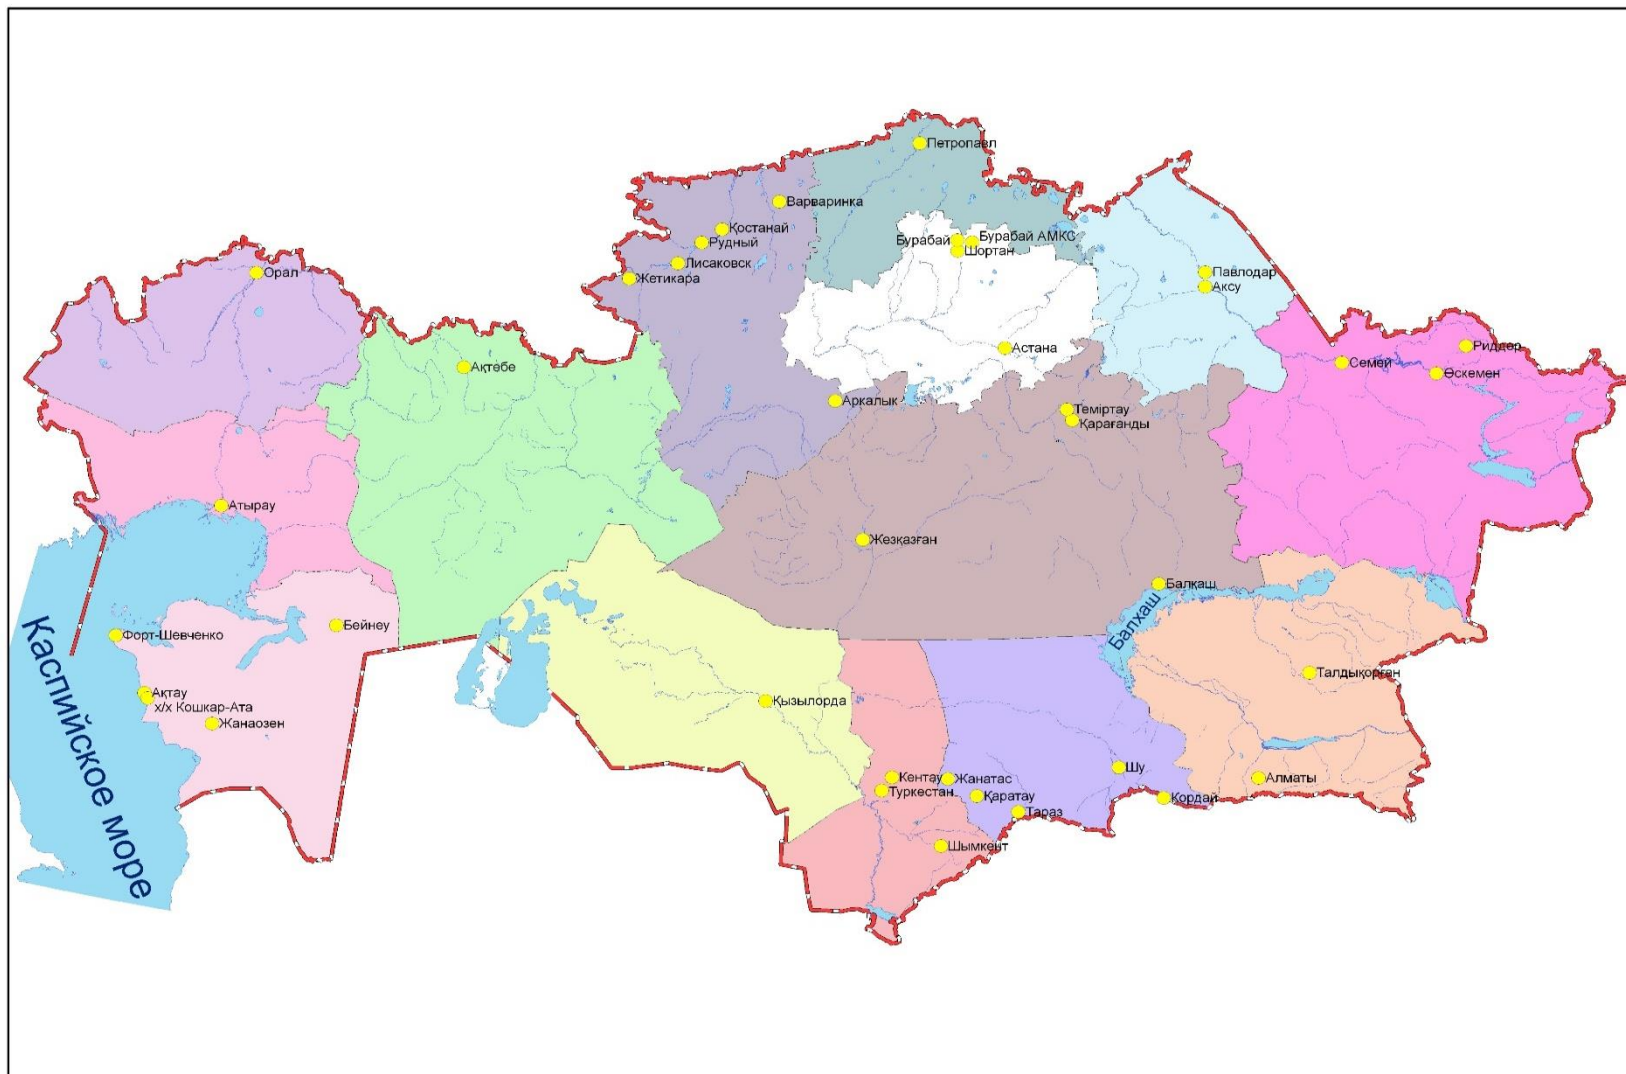 Петропавл
Варваринка
Қостанай
Рудный
Бурабай
Бурабай АМКС
Шортан
Лисаковск
Жетикара
Орал
Павлодар
Аксу
Астана
Риддер
Семей
Өскемен
Ақтөбе
Аркалык
Теміртау
Қарағанды
Атырау
Жезқазған
Балқаш
Балхаш
Форт-Шевченко
Бейнеу
Каспийское море
Талдықорған
Ақтау
х/х Кошкар-Ата
Жанаозен
Қызылорда
Кентау
Жанатас
Шу
Алматы
Туркестан
Қаратау
Қордай
Тараз
Шымкент